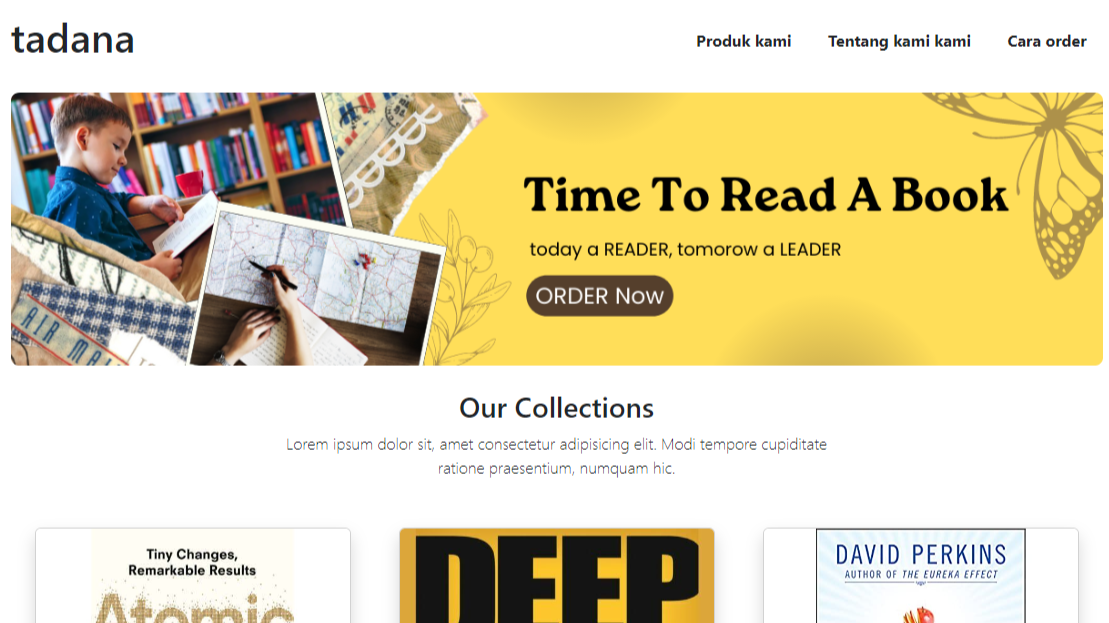 tadana
Produk kami
Tentang kami kami
Cara order
Time To Read A Book
today a READER, tomorow a LEADER
ORDER Now
AIR MAI
Our Collections
Lorem ipsum dolor sit, amet consectetur adipisicing elit. Modi tempore cupiditate
ratione praesentium, numquam hic.
Tiny Changes,
Remarkable Results
Atomic
DEEP
DAVID PERKINS
AUTHOR OF THE EUREKA EFFECT